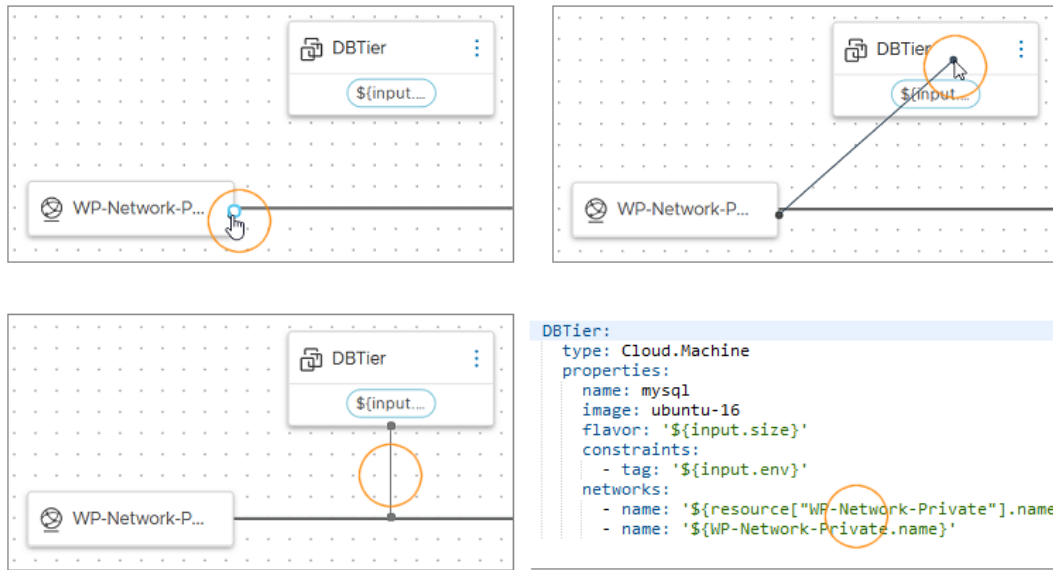 DBTier
${input....
WP-Network-P...
DBTier
${input....
WP-Network-P...
DBTier
${input....
WP-Network-P...
DBTier:
type: Cloud.Machine
properties:
name: mysql
image: ubuntu-16
flavor: '${input.size}'
constraints:
- tag: '${input.env}'
networks:
- name: '${resource["WP-Network-Private"].name
- name: '${WP-Network-Private.name}'